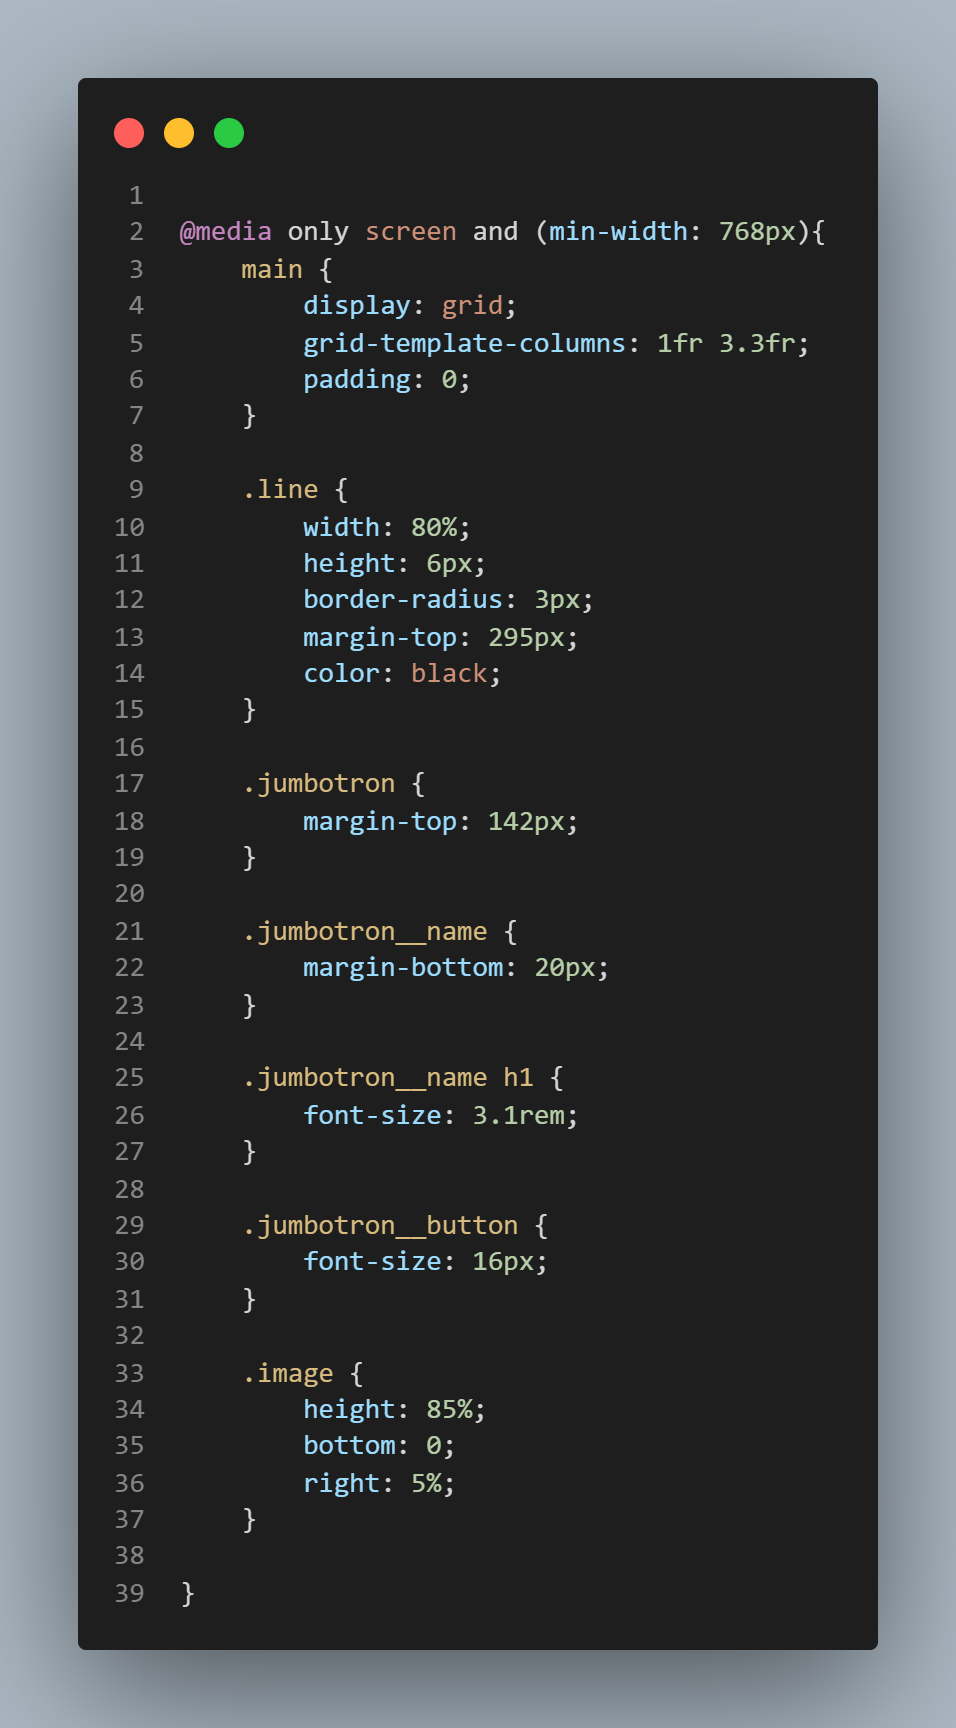 1
2 @media only screen and (min-width: 768px){
3     main {
4         display: grid;
5         grid-template-columns: 1fr 3.3fr;
6         padding: 0;
7     }
8
9     .line {
10         width: 80%;
11         height: 6px;
12         border-radius: 3px;
13         margin-top: 295px;
14         color: black;
15     }
16
17     .jumbotron {
18         margin-top: 142px;
19     }
20
21     .jumbotron__name {
22         margin-bottom: 20px;
23     }
24
25     .jumbotron__name h1 {
26         font-size: 3.1rem;
27     }
28
29     .jumbotron__button {
30         font-size: 16px;
31     }
32
33     .image {
34         height: 85%;
35         bottom: 0;
36         right: 5%;
37     }
38
39 }